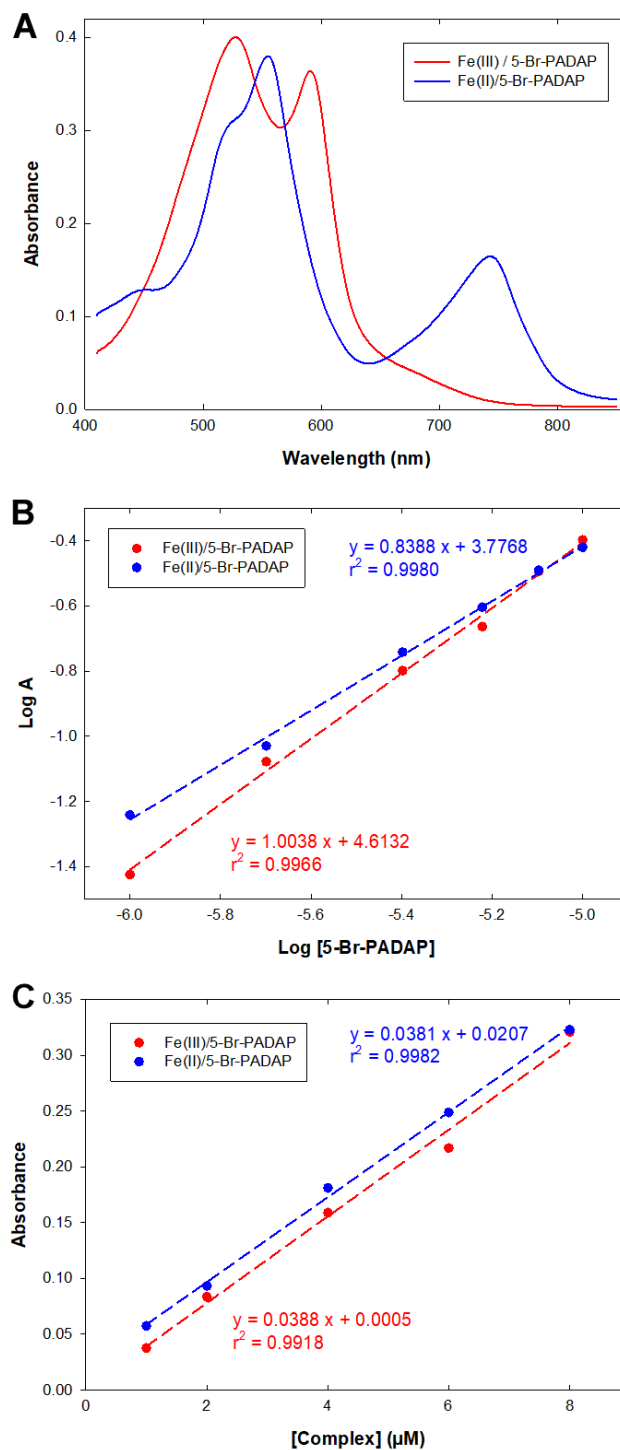 A
Absorbance
0.4
0.3
0.2
0.1
0.0
Fe(III) / 5-Br-PADAP
Fe(II)/5-Br-PADAP
400
500
600
700
800
Wavelength (nm)
B
Log A
-0.4
-0.6
-0.8
-1.0
-1.2
-1.4
Fe(III)/5-Br-PADAP
Fe(II)/5-Br-PADAP
y = 0.8388 x + 3.7768
r² = 0.9980
y = 1.0038 x + 4.6132
r² = 0.9966
-6.0
-5.8
-5.6
-5.4
-5.2
-5.0
Log [5-Br-PADAP]
C
Absorbance
0.35
0.30
0.25
0.20
0.15
0.10
0.05
0.00
Fe(III)/5-Br-PADAP
Fe(II)/5-Br-PADAP
y = 0.0381 x + 0.0207
r² = 0.9982
y = 0.0388 x + 0.0005
r² = 0.9918
0
2
4
6
8
[Complex] (µM)